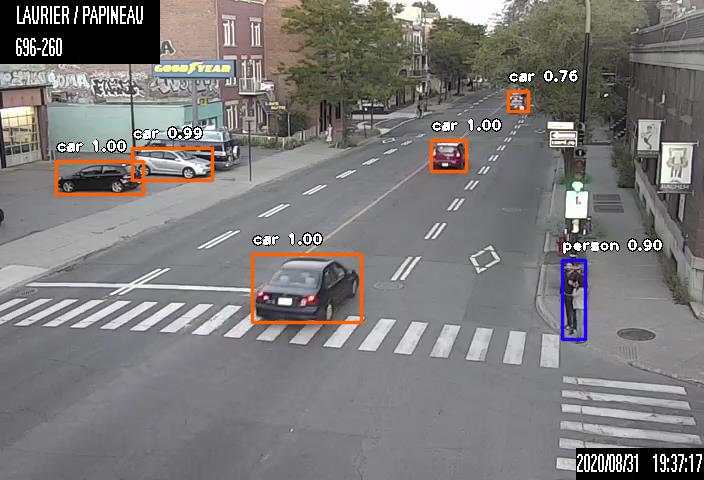 LAURIER / PAPINEAU
696-260
GOODYEAR
car 0.76
car 1.00
car 0.99
car 1.00
car 1.00
person 0.90
2020/08/31 19:37:17